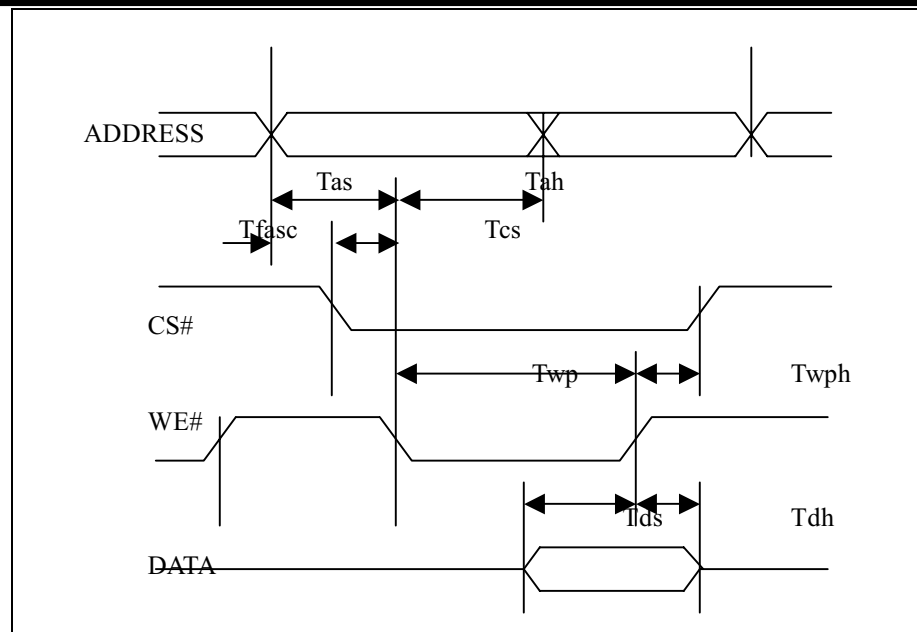 ADDRESS
Tas Tah
Tfasc Tcs
CS#
Twp Twph
WE#
Tds Tdh
DATA